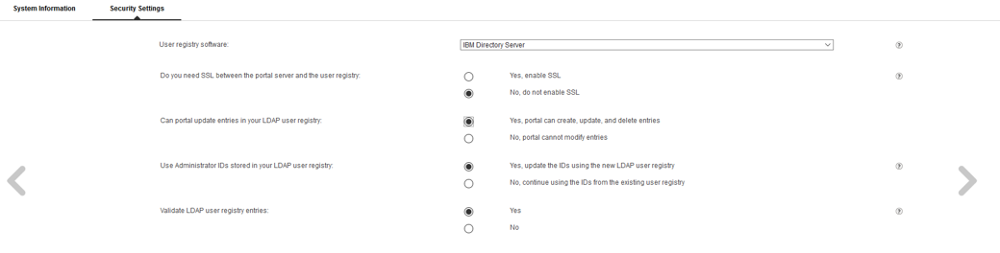 System Information
Security Settings
User registry software:
IBM Directory Server
Do you need SSL between the portal server and the user registry:
Yes, enable SSL
No, do not enable SSL
Can portal update entries in your LDAP user registry:
Yes, portal can create, update, and delete entries
No, portal cannot modify entries
Use Administrator IDs stored in your LDAP user registry:
Yes, update the IDs using the new LDAP user registry
No, continue using the IDs from the existing user registry
Validate LDAP user registry entries:
Yes
No